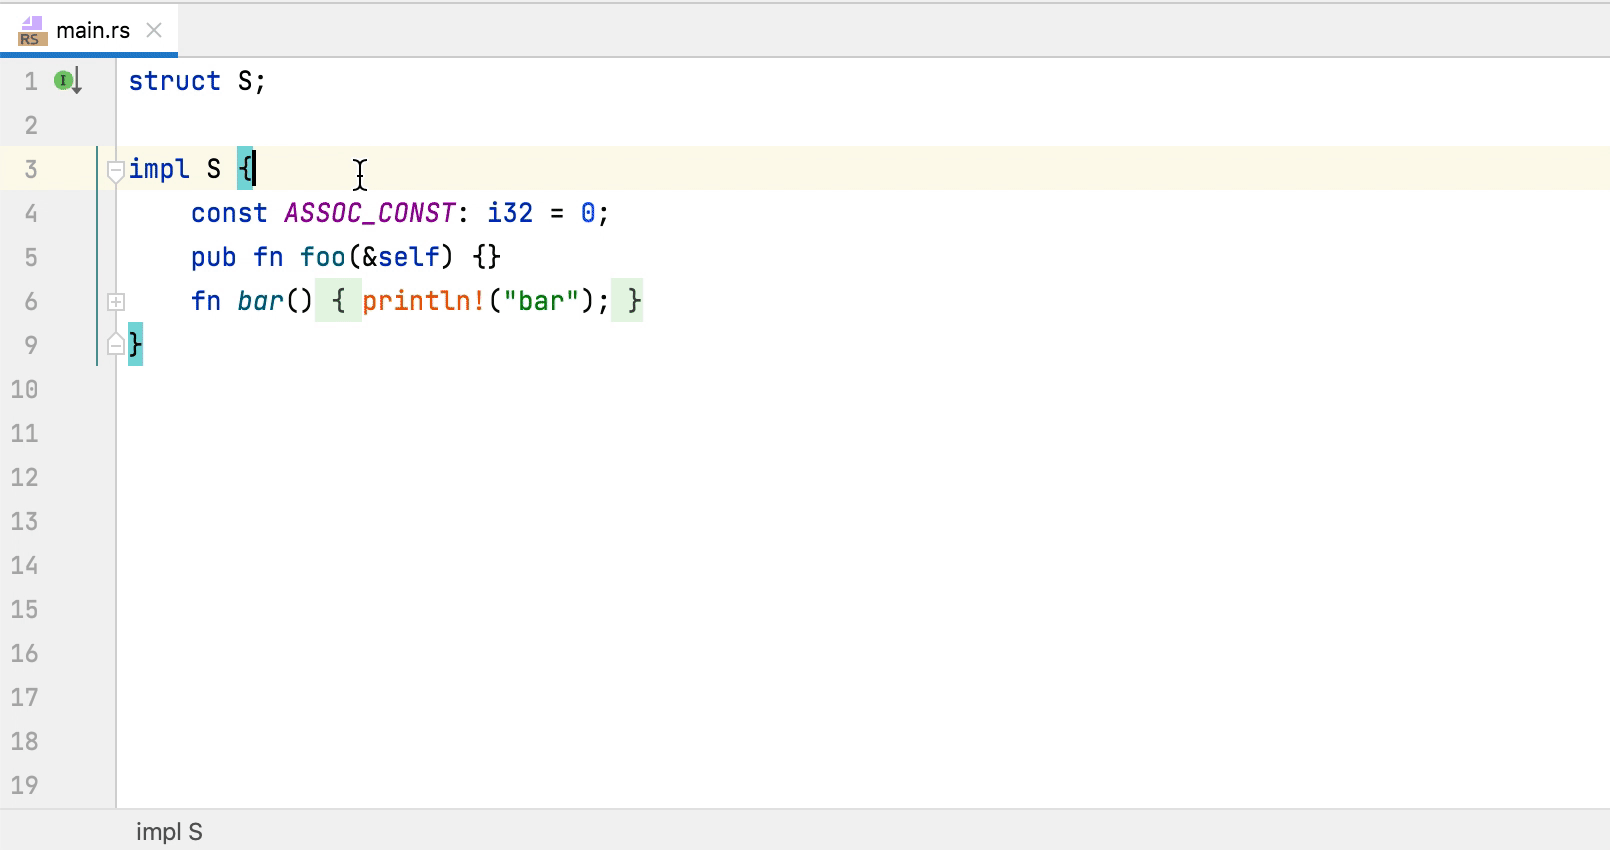 RS main.rs
1 I struct S;
2
3 impl S {
4     const ASSOC_CONST: i32 = 0;
5     pub fn foo(&self) {}
6     fn bar() { println!("bar"); }
9 }
10
11
12
13
14
15
16
17
18
19
impl S